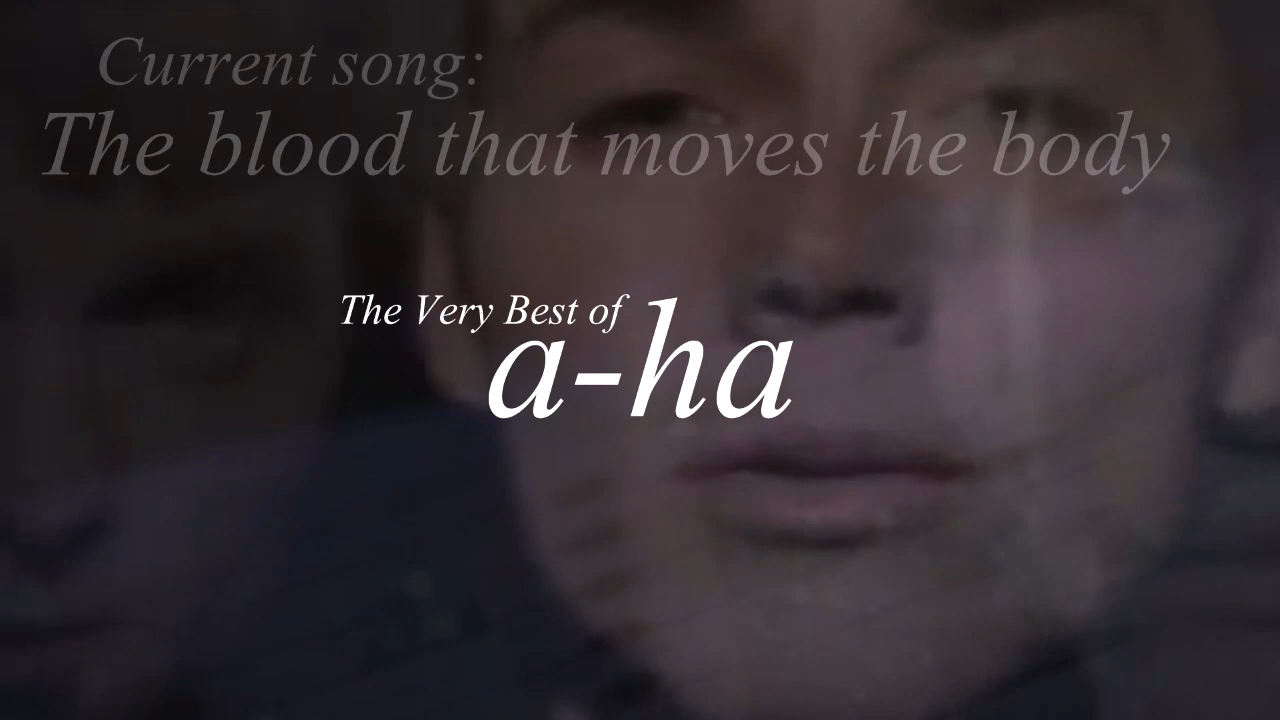 Current song:
The blood that moves the body
The Very Best of
a-ha